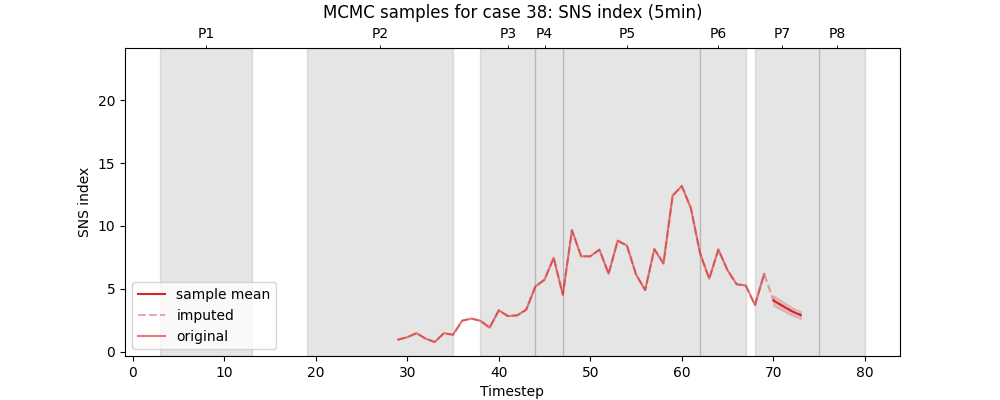 MCMC samples for case 38: SNS index (5min)
P1 P2 P3 P4 P5 P6 P7 P8
20
15
10
5
0
SNS index
sample mean
imputed
original
0 10 20 30 40 50 60 70 80
Timestep